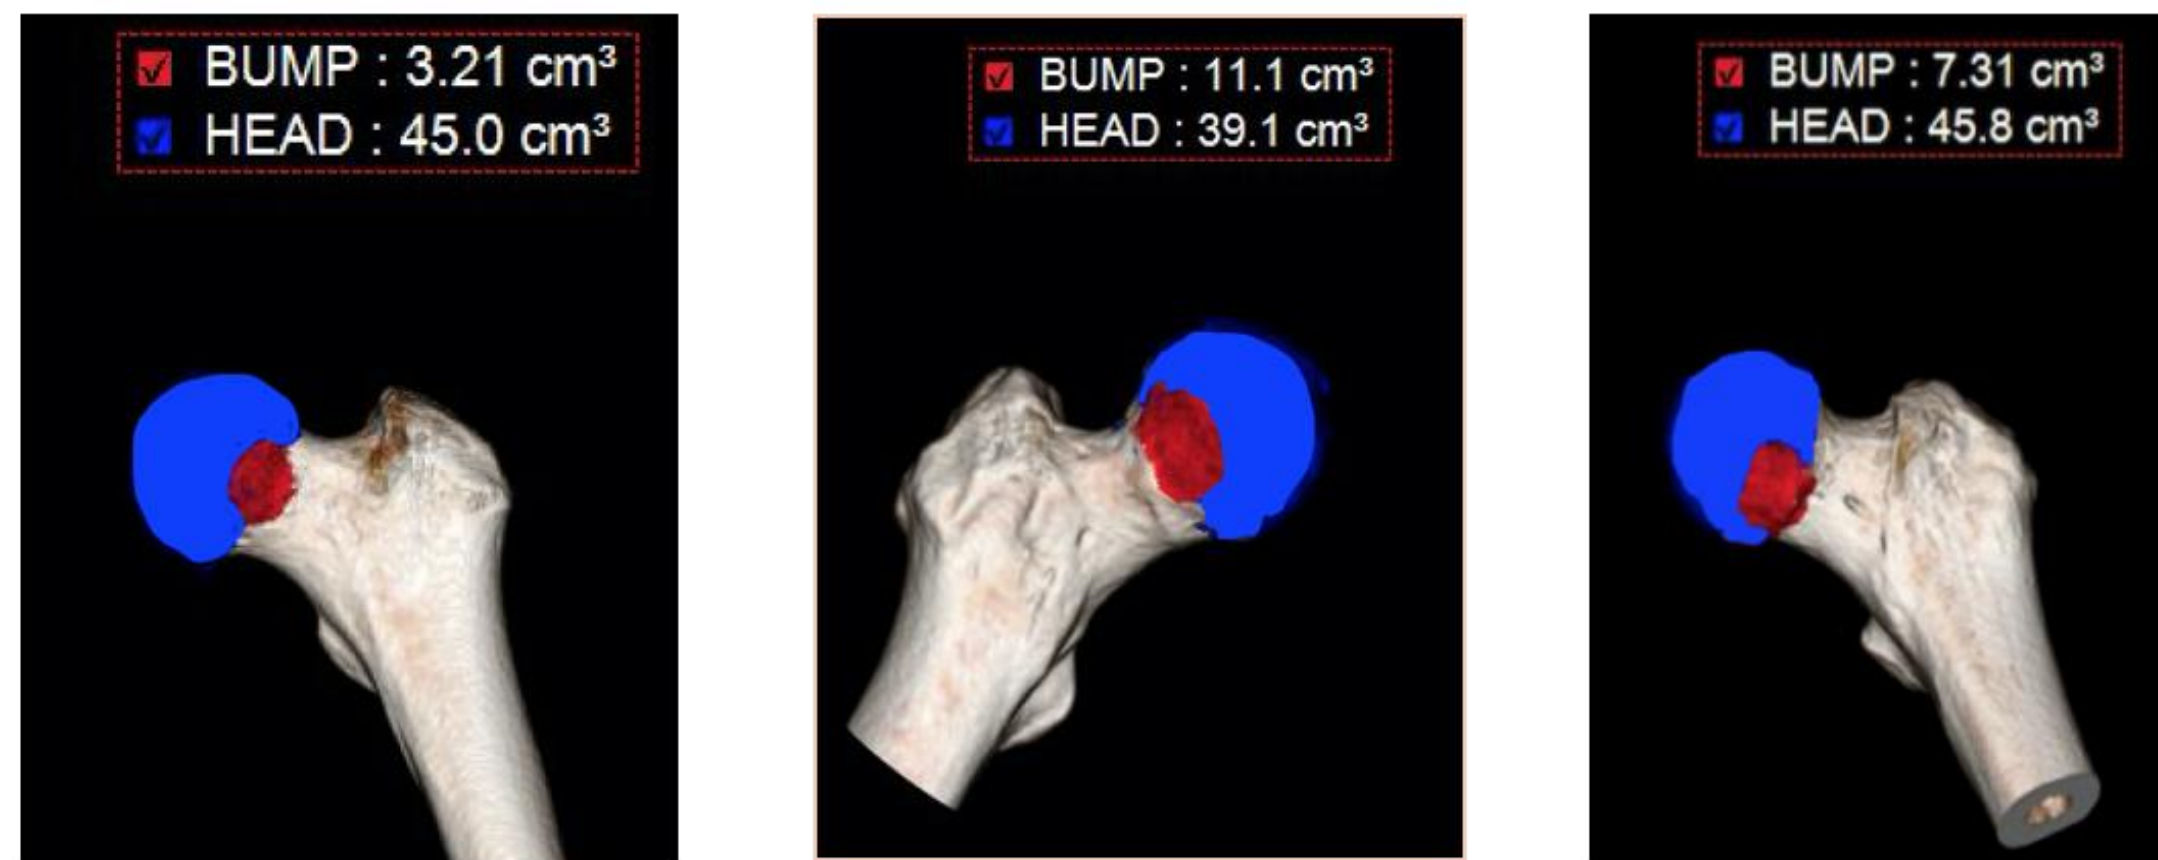 BUMP : 3.21 cm³
HEAD : 45.0 cm³
BUMP : 11.1 cm³
HEAD : 39.1 cm³
BUMP : 7.31 cm³
HEAD : 45.8 cm³